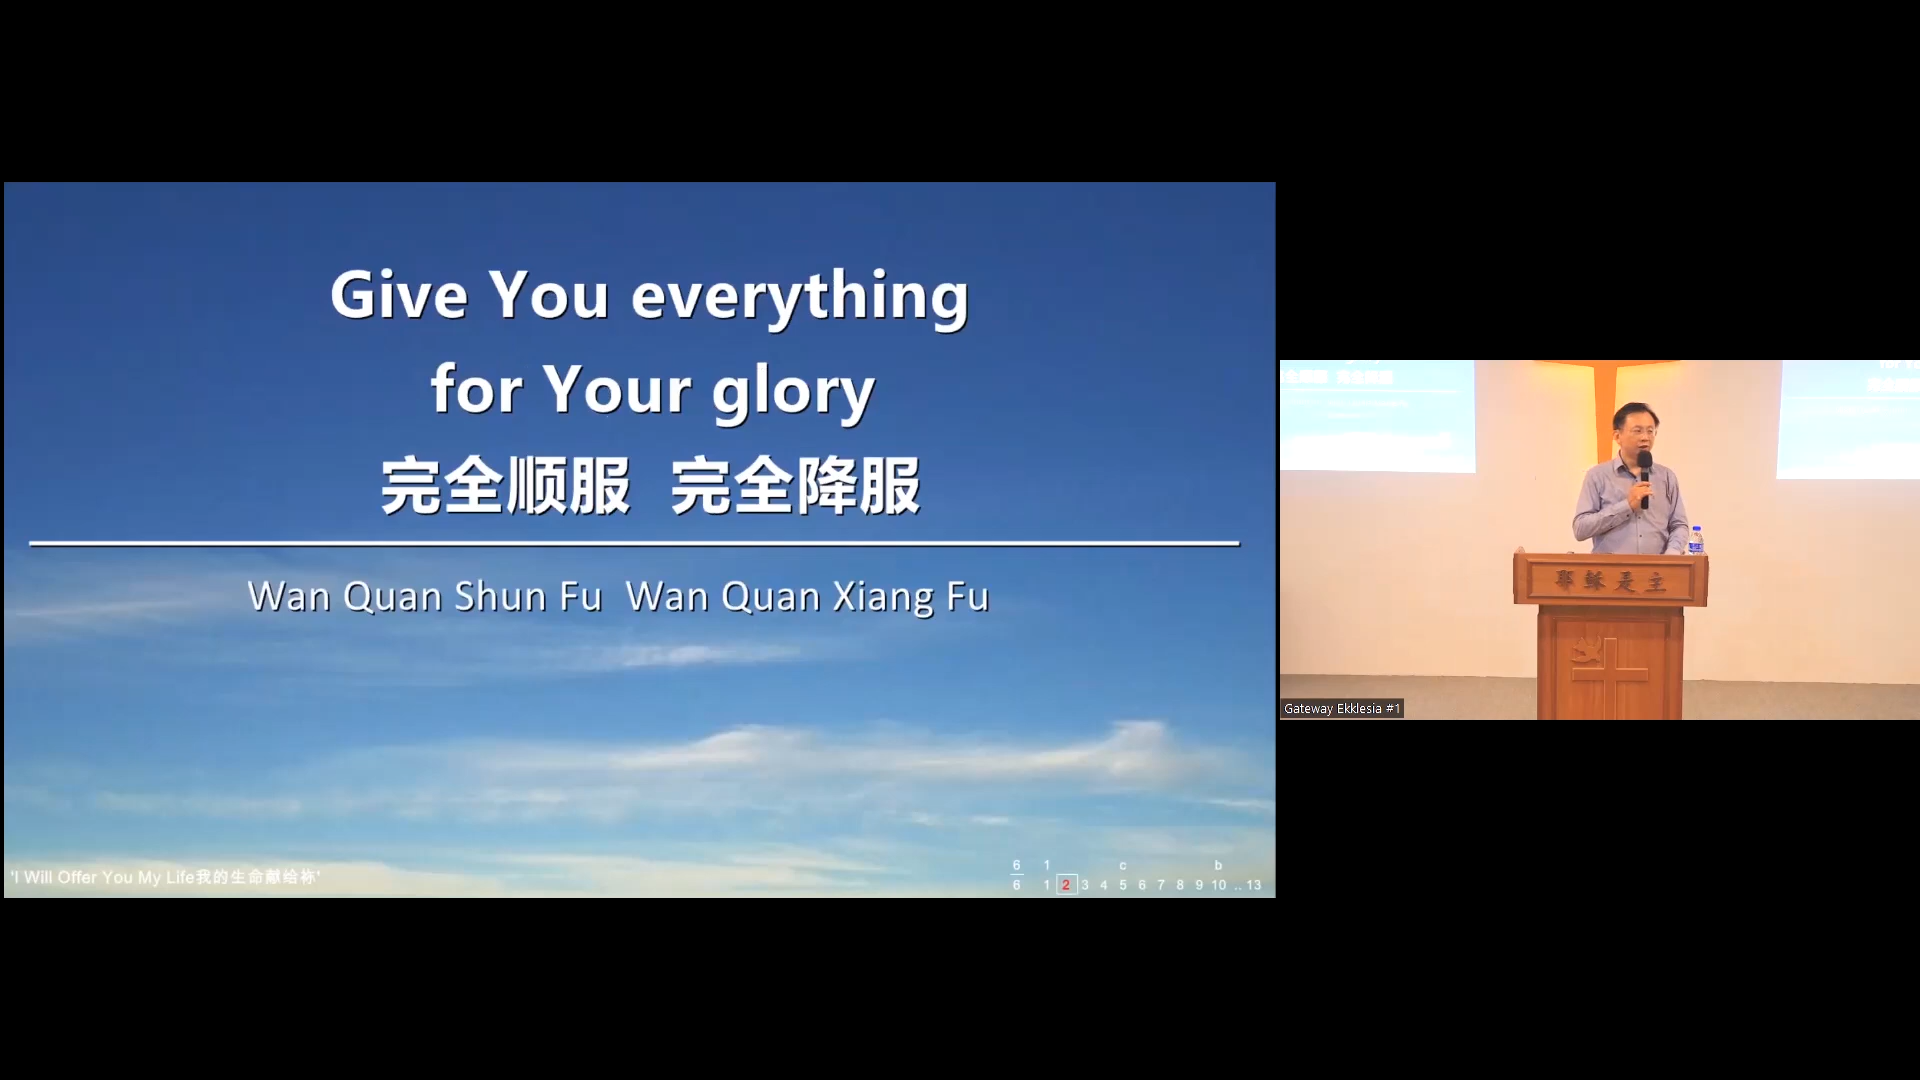 Give You everything
for Your glory
完全顺服 完全降服
Wan Quan Shun Fu Wan Quan Xiang Fu
'I Will Offer You My Life我的生命献给祢'
6 1 c b
6 1 2 3 4 5 6 7 8 9 10 .. 13
耶稣是主
Gateway Ekklesia #1